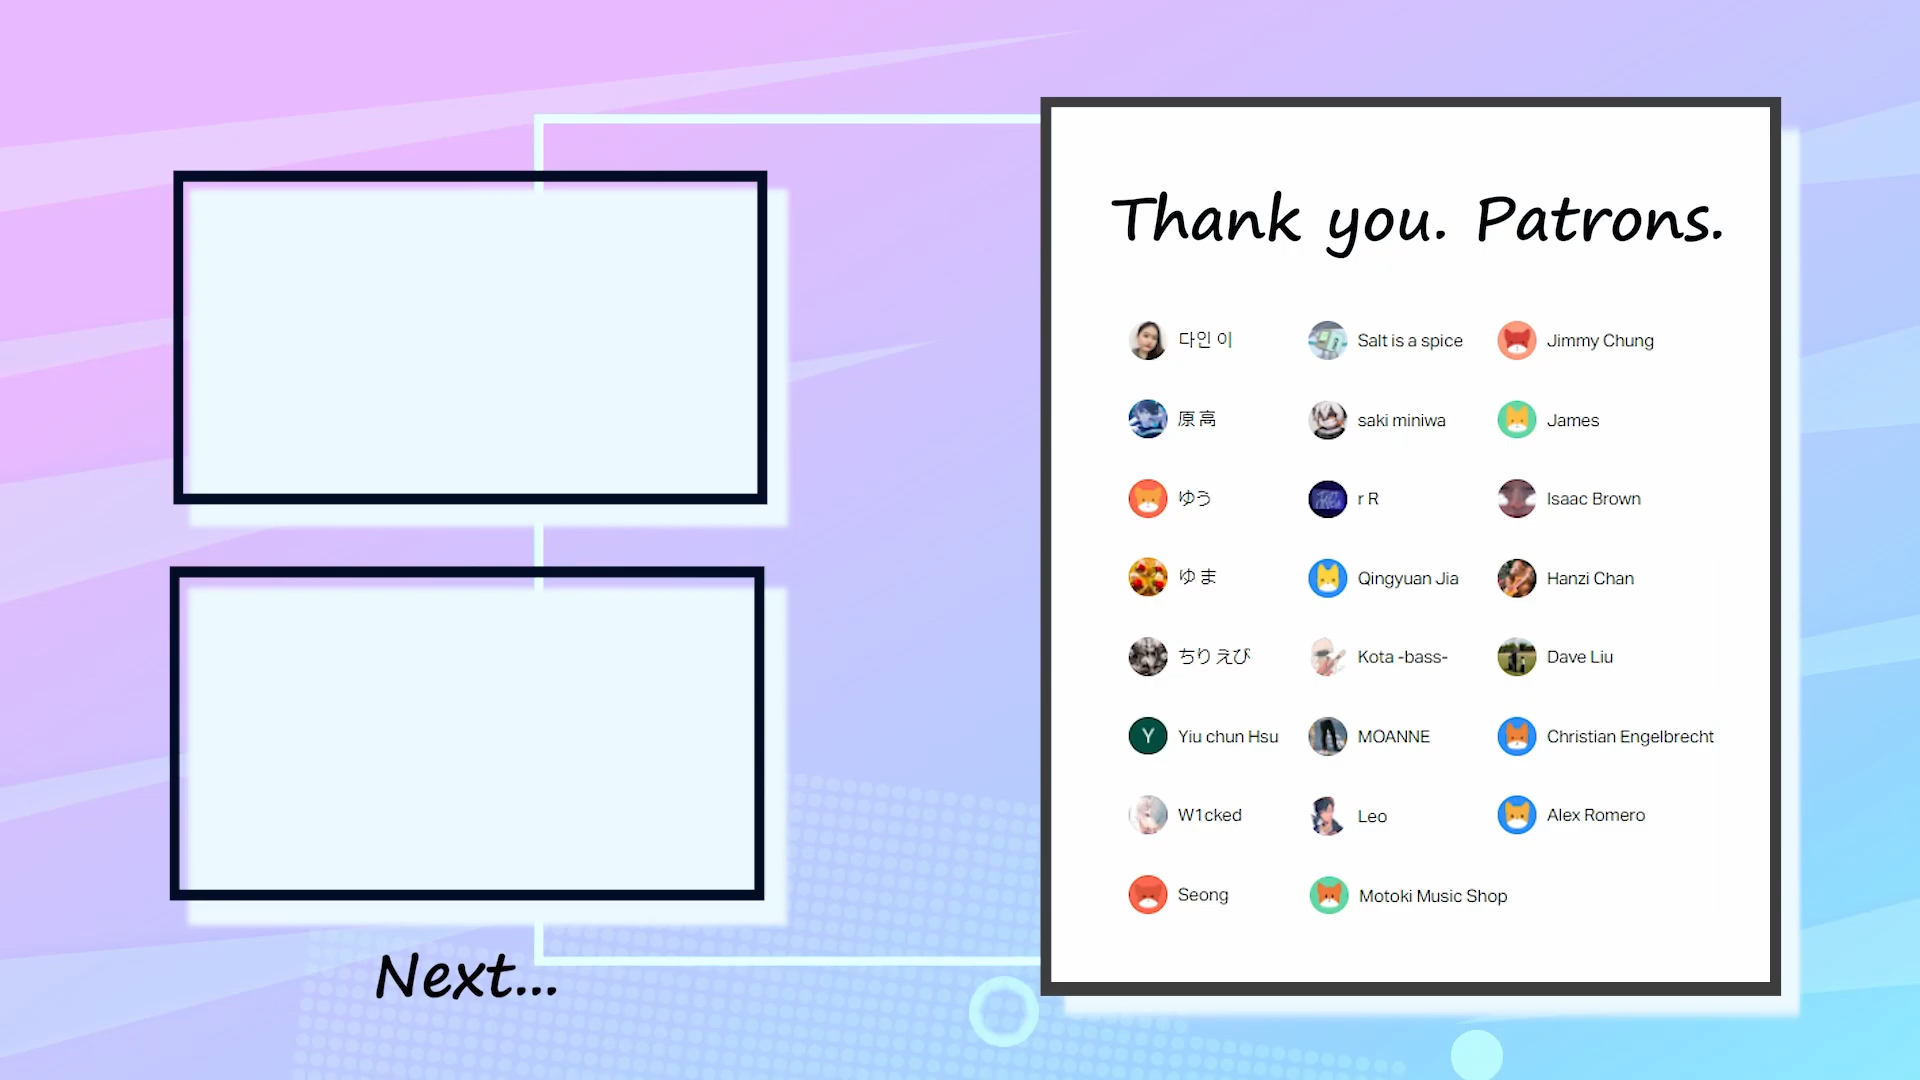 Thank you. Patrons.
다인 이 Salt is a spice Jimmy Chung
原 高 saki miniwa James
ゆう r R Isaac Brown
ゆ ま Qingyuan Jia Hanzi Chan
ちり えび Kota -bass- Dave Liu
Y Yiu chun Hsu MOANNE Christian Engelbrecht
W1cked Leo Alex Romero
Seong Motoki Music Shop
Next...